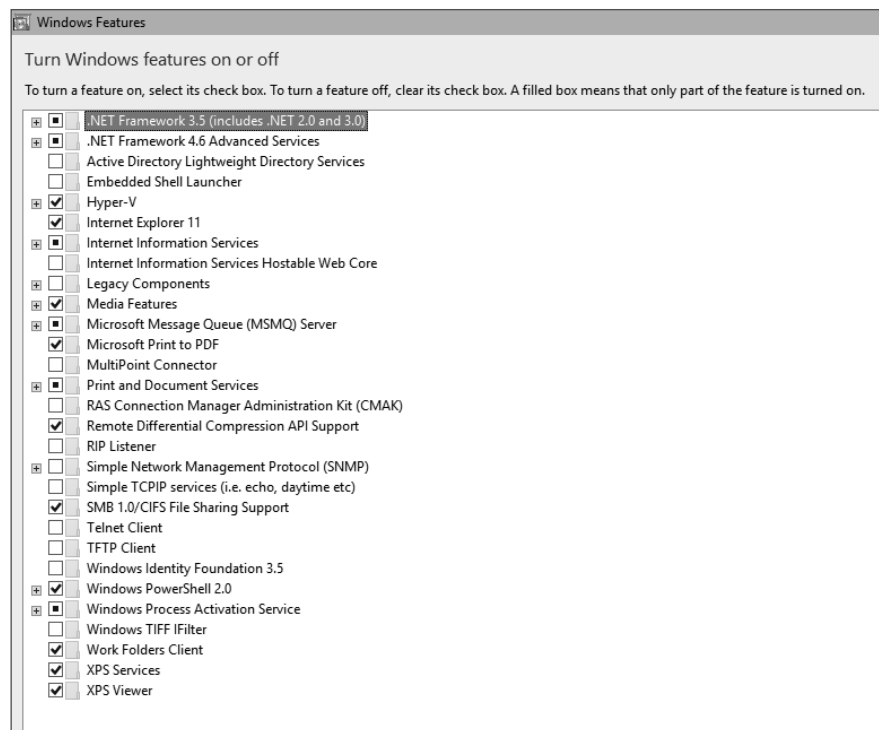 Windows Features
Turn Windows features on or off
To turn a feature on, select its check box. To turn a feature off, clear its check box. A filled box means that only part of the feature is turned on.
.NET Framework 3.5 (includes .NET 2.0 and 3.0)
.NET Framework 4.6 Advanced Services
Active Directory Lightweight Directory Services
Embedded Shell Launcher
Hyper-V
Internet Explorer 11
Internet Information Services
Internet Information Services Hostable Web Core
Legacy Components
Media Features
Microsoft Message Queue (MSMQ) Server
Microsoft Print to PDF
MultiPoint Connector
Print and Document Services
RAS Connection Manager Administration Kit (CMAK)
Remote Differential Compression API Support
RIP Listener
Simple Network Management Protocol (SNMP)
Simple TCPIP services (i.e. echo, daytime etc)
SMB 1.0/CIFS File Sharing Support
Telnet Client
TFTP Client
Windows Identity Foundation 3.5
Windows PowerShell 2.0
Windows Process Activation Service
Windows TIFF IFilter
Work Folders Client
XPS Services
XPS Viewer